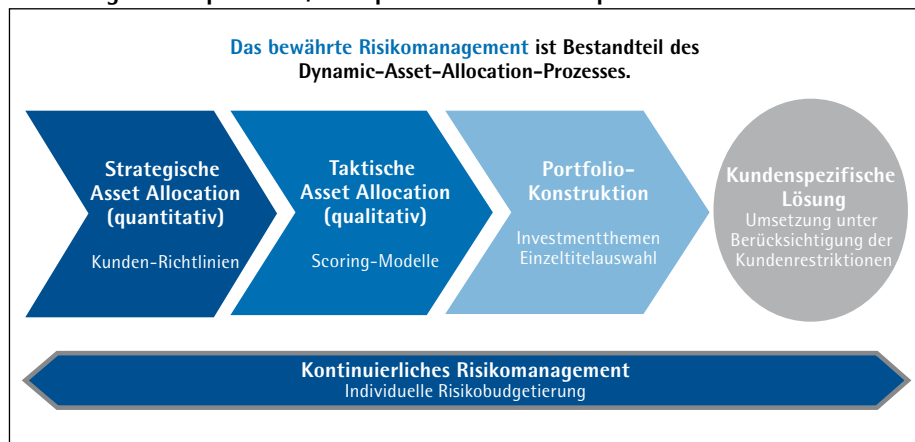 Das bewährte Risikomanagement ist Bestandteil des
Dynamic-Asset-Allocation-Prozesses.
Strategische
Asset Allocation
(quantitativ)
Kunden-Richtlinien
Taktische
Asset Allocation
(qualitativ)
Scoring-Modelle
Portfolio-
Konstruktion
Investmentthemen
Einzeltitelauswahl
Kundenspezifische
Lösung
Umsetzung unter
Berücksichtigung der
Kundenrestriktionen
Kontinuierliches Risikomanagement
Individuelle Risikobudgetierung